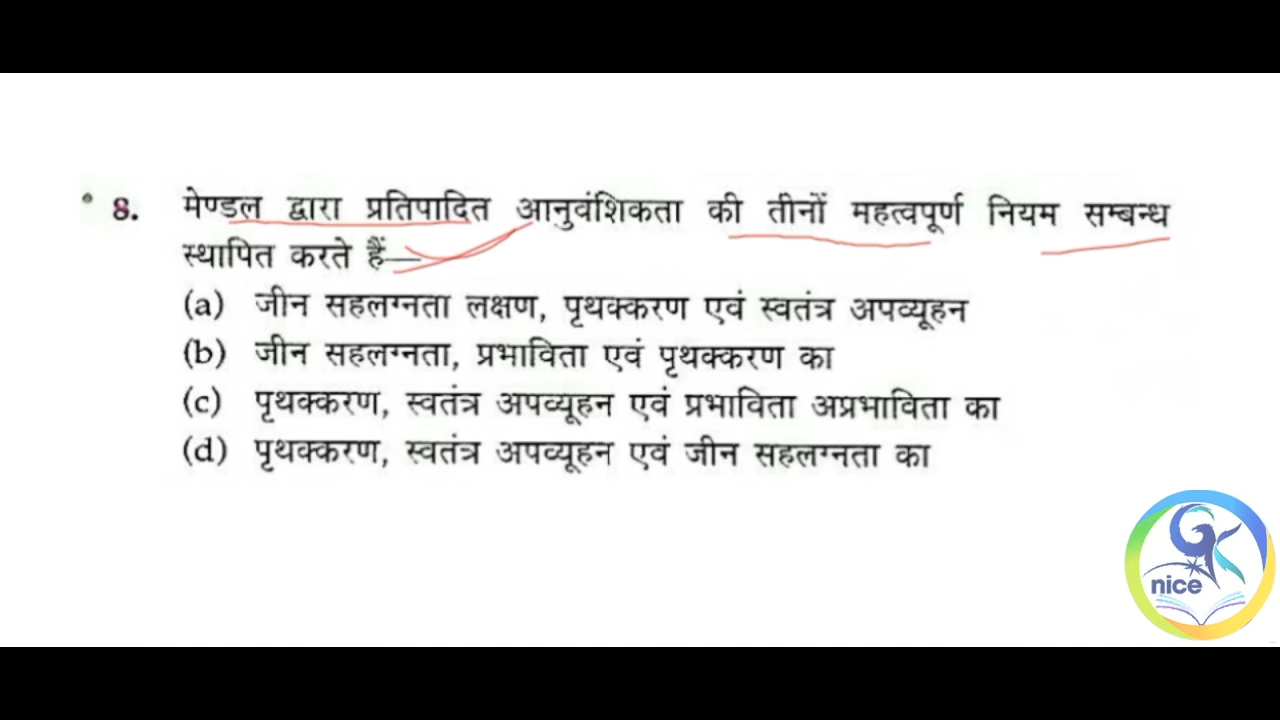 8. मेण्डल द्वारा प्रतिपादित आनुवंशिकता की तीनों महत्वपूर्ण नियम सम्बन्ध
स्थापित करते हैं—
(a) जीन सहलग्नता लक्षण, पृथक्करण एवं स्वतंत्र अपव्यूहन
(b) जीन सहलग्नता, प्रभाविता एवं पृथक्करण का
(c) पृथक्करण, स्वतंत्र अपव्यूहन एवं प्रभाविता अप्रभाविता का
(d) पृथक्करण, स्वतंत्र अपव्यूहन एवं जीन सहलग्नता का
GK
nice